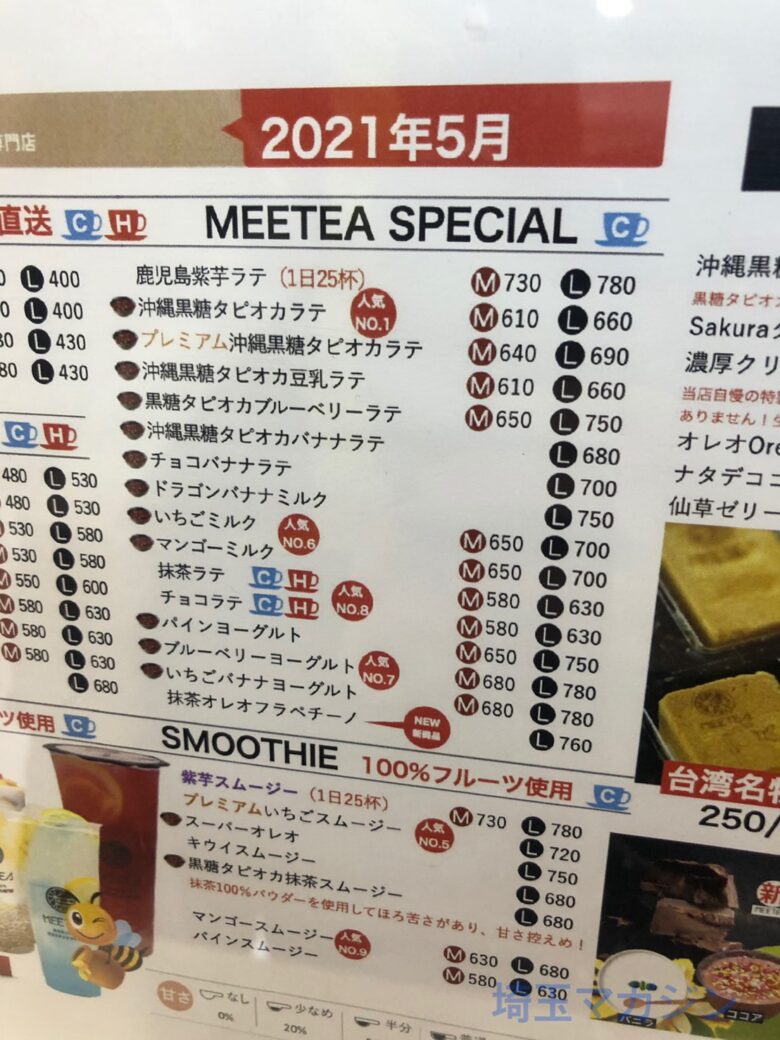 専門店
2021年5月
直送 C H
MEETEA SPECIAL C
L 400
L 400
L 430
L 430
鹿児島紫芋ラテ (1日25杯) M 730 L 780
沖縄黒糖タピオカラテ 人気 NO.1 M 610 L 660
プレミアム沖縄黒糖タピオカラテ M 640 L 690
沖縄黒糖タピオカ豆乳ラテ M 610 L 660
黒糖タピオカブルーベリーラテ M 650 L 750
沖縄黒糖タピオカバナナラテ L 680
チョコバナナラテ L 700
ドラゴンバナナミルク L 750
いちごミルク 人気 NO.6 M 650 L 700
マンゴーミルク M 650 L 700
抹茶ラテ C H M 580 L 630
チョコラテ C H 人気 NO.8 M 580 L 630
パインヨーグルト M 650 L 750
ブルーベリーヨーグルト 人気 NO.7 M 680 L 780
いちごバナナヨーグルト M 680 L 780
抹茶オレオフラペチーノ NEW 新商品 L 760
C H
480 L 530
480 L 530
530 L 580
M 530 L 580
M 550 L 600
M 580 L 630
M 580 L 630
M 580 L 630
L 680
ツ使用 C
SMOOTHIE 100%フルーツ使用 C
紫芋スムージー (1日25杯) M 730 L 780
プレミアムいちごスムージー 人気 NO.5 L 720
スーパーオレオ L 750
キウイスムージー L 680
黒糖タピオカ抹茶スムージー L 680
抹茶100%パウダーを使用してほろ苦さがあり、甘さ控えめ！
マンゴースムージー 人気 NO.9 M 630 L 680
パインスムージー M 580 L 630
甘さ なし 0% 少なめ 20% 半分
沖縄黒糖
黒糖タピオカ
Sakura
濃厚クリ
当店自慢の特製
ありません！
オレオOre
ナタデココ
仙草ゼリー
台湾名物
250/
新
バニラ
ココア
埼玉マガジン